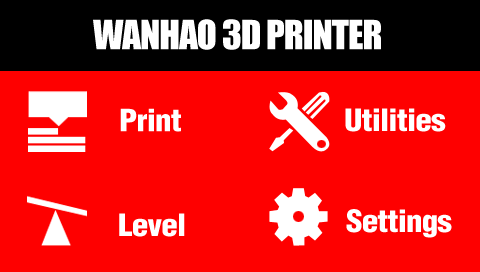 WANHAO 3D PRINTER
Print
Utilities
Level
Settings